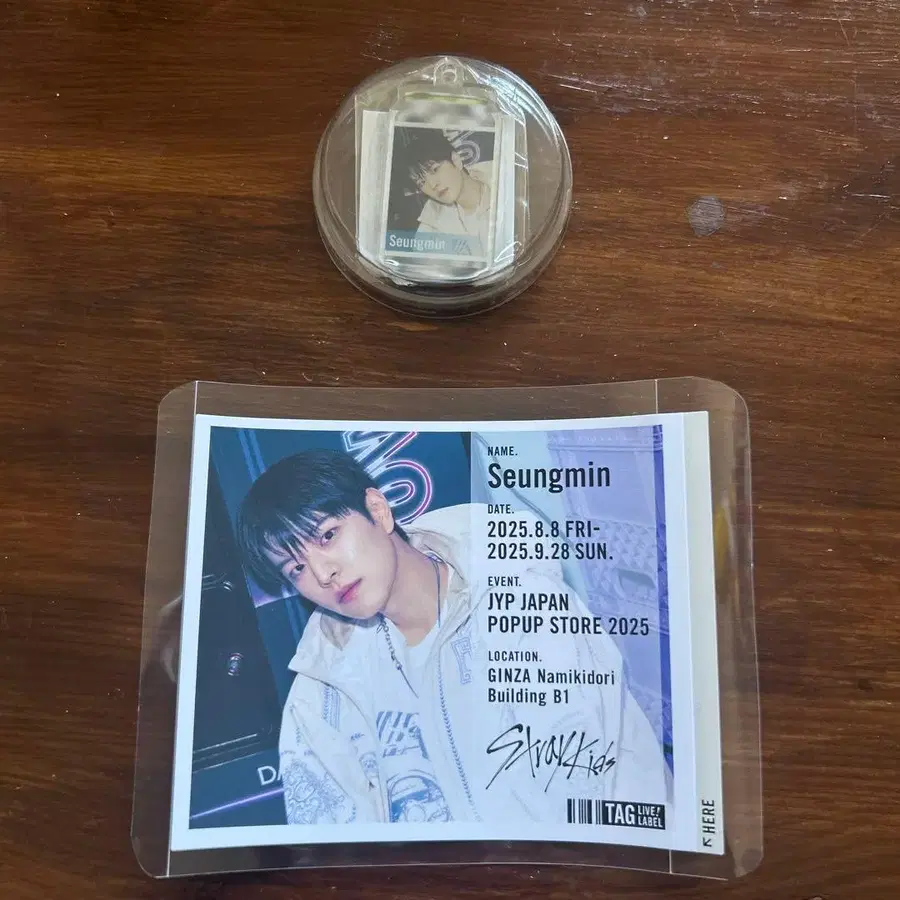 Seungmin
NAME.
Seungmin
DATE.
2025.8.8 FRI-
2025.9.28 SUN.
EVENT.
JYP JAPAN
POPUP STORE 2025
LOCATION.
GINZA Namikidori
Building B1
Stray Kids
TAG LIVE! LABEL
HERE